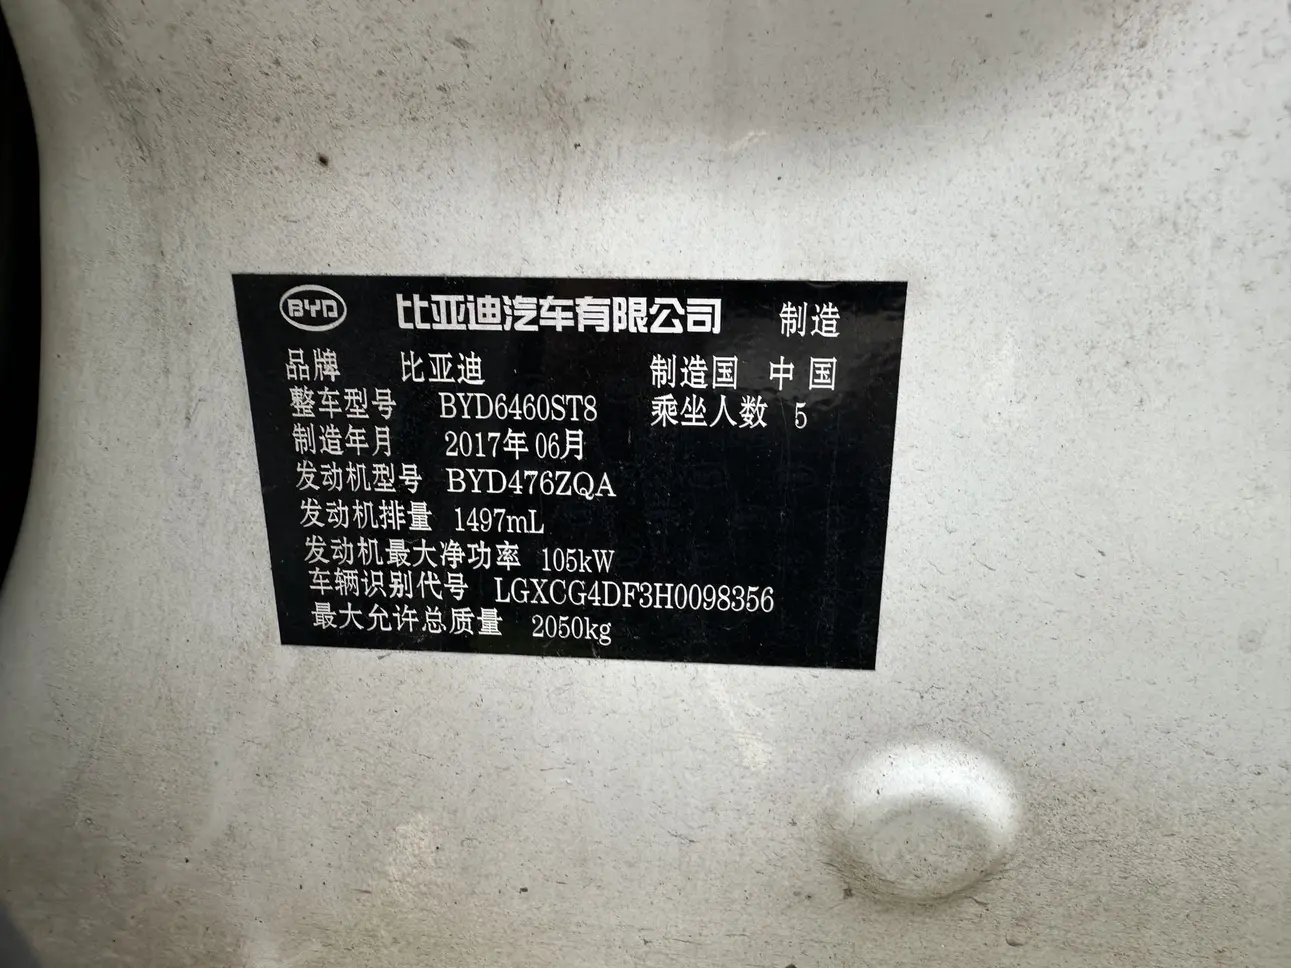 BYD 比亚迪汽车有限公司 制造
品牌 比亚迪 制造国 中国
整车型号 BYD6460ST8 乘坐人数 5
制造年月 2017年06月
发动机型号 BYD476ZQA
发动机排量 1497mL
发动机最大净功率 105kW
车辆识别代号 LGXCG4DF3H0098356
最大允许总质量 2050kg